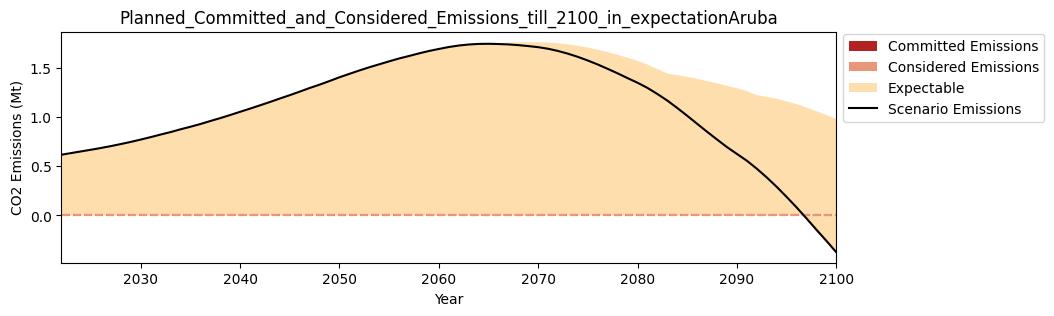 Planned_Committed_and_Considered_Emissions_till_2100_in_expectationAruba
Committed Emissions
Considered Emissions
Expectable
Scenario Emissions
CO2 Emissions (Mt)
1.5
1.0
0.5
0.0
2030 2040 2050 2060 2070 2080 2090 2100
Year